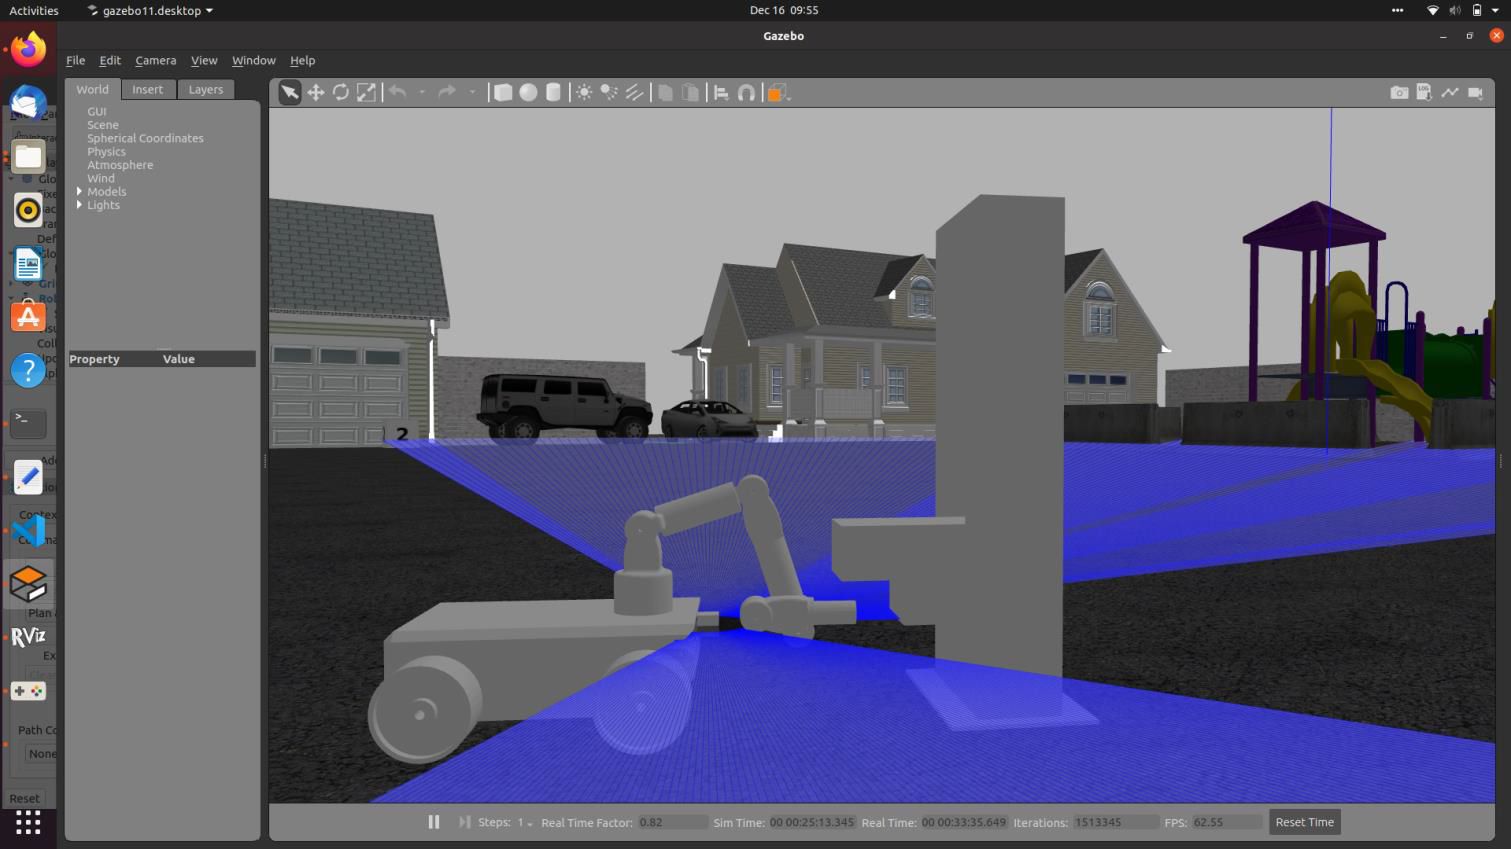 Activities
gazebo11.desktop
Dec 16 09:55
Gazebo
File Edit Camera View Window Help
World Insert Layers
GUI
Scene
Spherical Coordinates
Physics
Atmosphere
Wind
Models
Lights
Property Value
2
RViz
Reset
None
Path Co
Plan
Steps: 1 Real Time Factor: 0.82 Sim Time: 00 00:25:13.345 Real Time: 00 00:33:35.649 Iterations: 1513345 FPS: 62.55 Reset Time